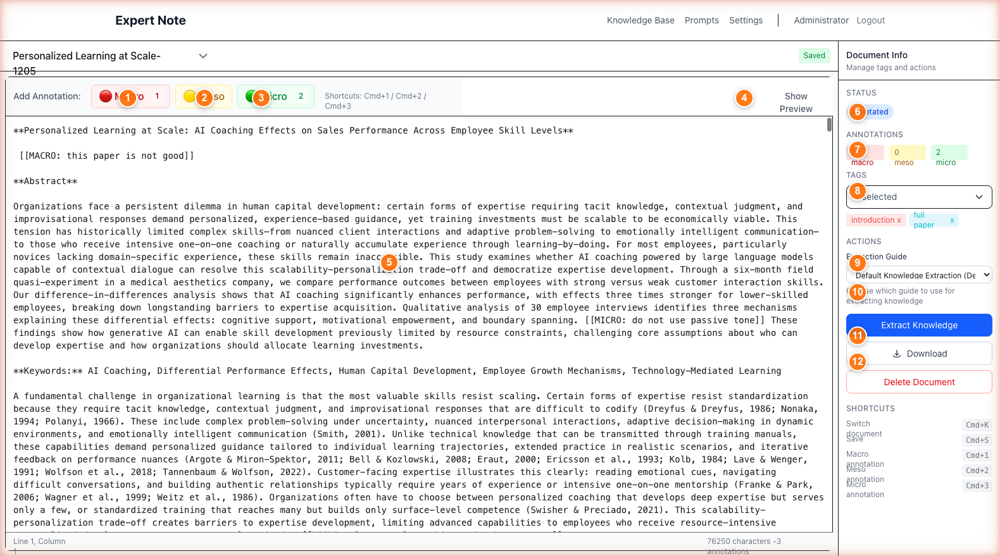 Expert Note
Knowledge Base Prompts Settings Administrator Logout
Personalized Learning at Scale-
1205
Saved
Add Annotation:
1 1
2
3 2
Shortcuts: Cmd+1 / Cmd+2 /
Cmd+3
4
Show
Preview
**Personalized Learning at Scale: AI Coaching Effects on Sales Performance Across Employee Skill Levels**
[[MACRO: this paper is not good]]
**Abstract**
Organizations face a persistent dilemma in human capital development: certain forms of expertise requiring tacit knowledge, contextual judgment, and
improvisational responses demand personalized, experience-based guidance, yet training investments must be scalable to be economically viable. This
tension has historically limited complex skills—from nuanced client interactions and adaptive problem-solving to emotionally intelligent communication—
to those who receive intensive one-on-one coaching or naturally accumulate experience through learning-by-doing. For most employees, particularly
novices lacking domain-specific experience, these skills remain inaccessible. This study examines whether AI coaching powered by large language models
capable of contextual dialogue can resolve this scalability-personalization trade-off and democratize expertise development. Through a six-month field
quasi-experiment in a medical aesthetics company, we compare performance outcomes between employees with strong versus weak customer interaction skills.
Our difference-in-differences analysis shows that AI coaching significantly enhances performance, with effects three times stronger for lower-skilled
employees, breaking down longstanding barriers to expertise acquisition. Qualitative analysis of 30 employee interviews identifies three mechanisms
explaining these differential effects: cognitive support, motivational empowerment, and boundary spanning. [[MICRO: do not use passive tone]] These
findings show how generative AI can enable skill development previously limited by resource constraints, challenging core assumptions about who can
develop expertise and how organizations should allocate learning investments.
5
**Keywords:** AI Coaching, Differential Performance Effects, Human Capital Development, Employee Growth Mechanisms, Technology-Mediated Learning
A fundamental challenge in organizational learning is that the most valuable skills resist scaling. Certain forms of expertise resist standardization
because they require tacit knowledge, contextual judgment, and improvisational responses that are difficult to codify (Dreyfus & Dreyfus, 1986; Nonaka,
1994; Polanyi, 1966). These include complex problem-solving under uncertainty, nuanced interpersonal interactions, adaptive decision-making in dynamic
environments, and emotionally intelligent communication (Smith, 2001). Unlike technical knowledge that can be transmitted through training manuals,
these capabilities demand personalized guidance tailored to individual learning trajectories, extended practice in realistic scenarios, and iterative
feedback on performance nuances (Argote & Miron-Spektor, 2011; Bell & Kozlowski, 2008; Eraut, 2000; Ericsson et al., 1993; Kolb, 1984; Lave & Wenger,
1991; Wolfson et al., 2018; Tannenbaum & Wolfson, 2022). Customer-facing expertise illustrates this clearly: reading emotional cues, navigating
difficult conversations, and building authentic relationships typically require years of experience or intensive one-on-one mentorship (Franke & Park,
2006; Wagner et al., 1999; Weitz et al., 1986). Organizations often have to choose between personalized coaching that develops deep expertise but serves
only a few, or standardized training that reaches many but builds only surface-level competence (Swisher & Preciado, 2021). This scalability-
personalization trade-off creates barriers to expertise development, limiting advanced capabilities to employees who receive resource-intensive
Line 1, Column
1
76250 characters -3
annotations
Document Info
Manage tags and actions
STATUS
6
ANNOTATIONS
7
macro
0
meso
2
micro
TAGS
8 selected
introduction x
full
paper x
ACTIONS
9 Extraction Guide
Default Knowledge Extraction (De
10
Choose which guide to use for
extracting knowledge
Extract Knowledge
11
Download
12
Delete Document
SHORTCUTS
Switch
document Cmd+K
Save Cmd+S
Macro
annotation Cmd+1
Meso
annotation Cmd+2
Micro
annotation Cmd+3